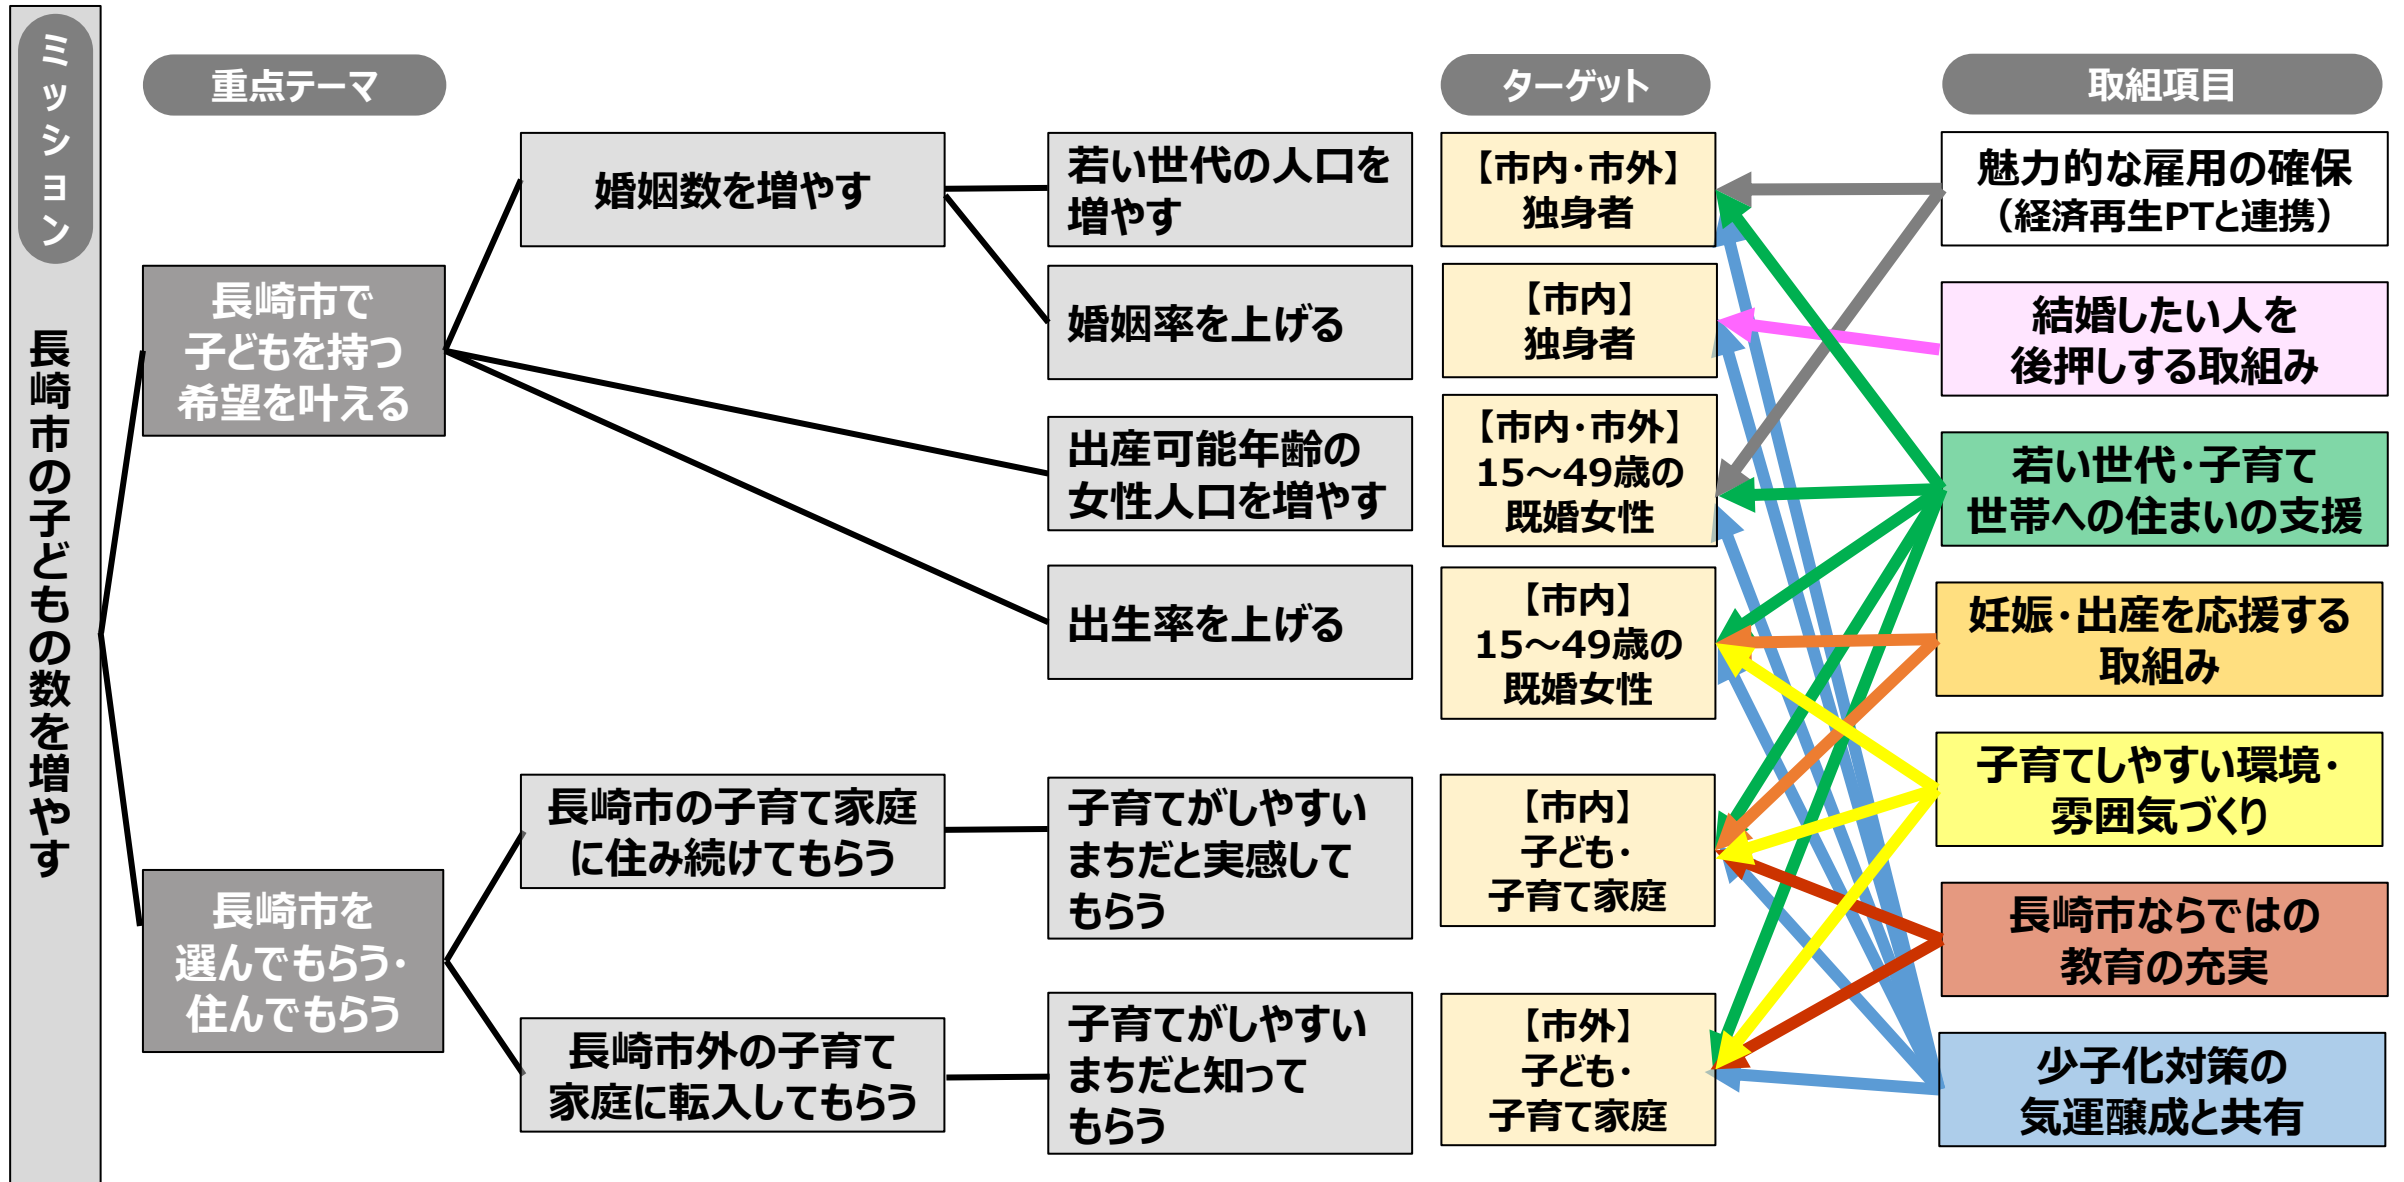 ミッション
長崎市の子どもの数を増やす
重点テーマ
ターゲット
取組項目
長崎市で
子どもを持つ
希望を叶える
長崎市を
選んでもらう・
住んでもらう
婚姻数を増やす
長崎市の子育て家庭
に住み続けてもらう
長崎市外の子育て
家庭に転入してもらう
若い世代の人口を
増やす
婚姻率を上げる
出産可能年齢の
女性人口を増やす
出生率を上げる
子育てがしやすい
まちだと実感して
もらう
子育てがしやすい
まちだと知って
もらう
【市内・市外】
独身者
【市内】
独身者
【市内・市外】
15～49歳の
既婚女性
【市内】
15～49歳の
既婚女性
【市内】
子ども・
子育て家庭
【市外】
子ども・
子育て家庭
魅力的な雇用の確保
（経済再生PTと連携）
結婚したい人を
後押しする取組み
若い世代・子育て
世帯への住まいの支援
妊娠・出産を応援する
取組み
子育てしやすい環境・
雰囲気づくり
長崎市ならではの
教育の充実
少子化対策の
気運醸成と共有